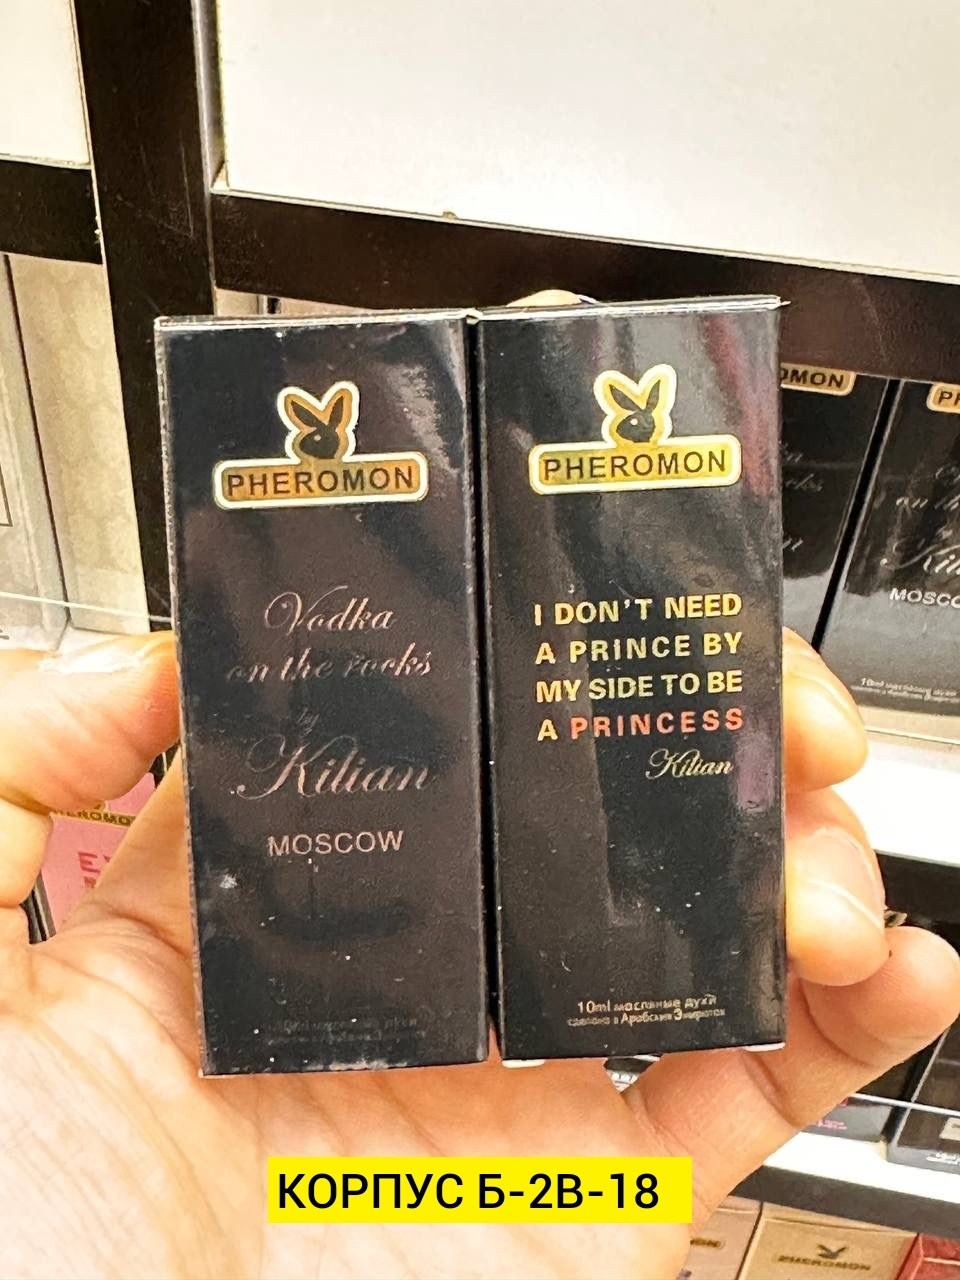 PHEROMON
Vodka
on the rocks
by
Kilian
MOSCOW
PHEROMON
I DON'T NEED
A PRINCE BY
MY SIDE TO BE
A PRINCESS
Kilian
10ml масляные духи
сделано в Арабских Эмиратах
MOSCO
КОРПУС Б-2В-18